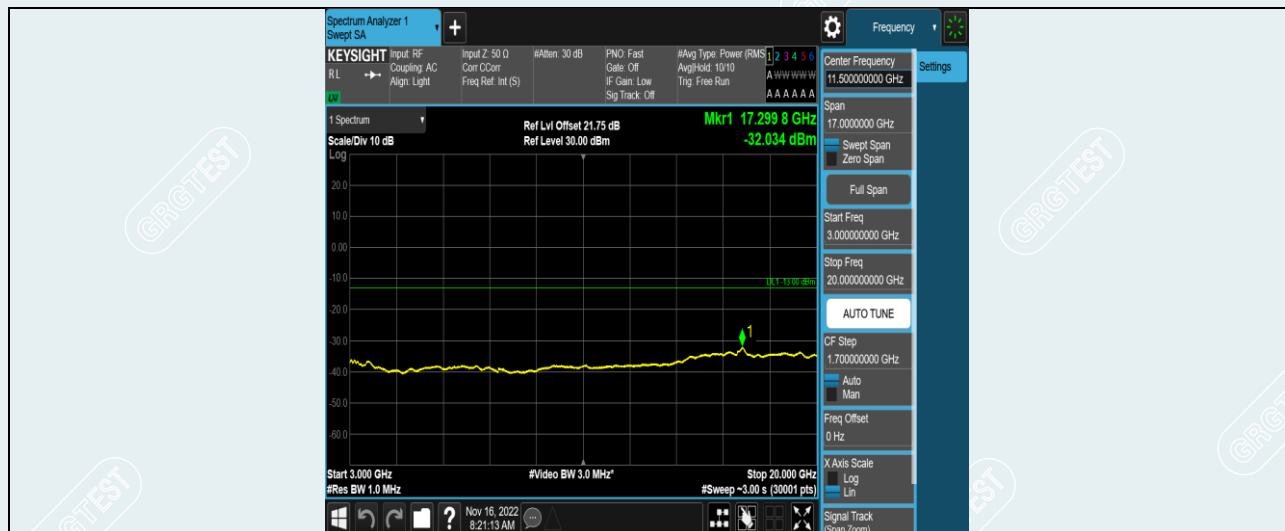 Spectrum Analyzer 1
Swept SA
+
Frequency
KEYSIGHT
RL
LXI
Input: RF
Coupling: AC
Align: Light
Input Z: 50 Ω
Corr CCorr
Freq Ref: Int (S)
#Atten: 30 dB
PNO: Fast
Gate: Off
IF Gain: Low
Sig Track: Off
#Avg Type: Power (RMS
Avg|Hold: 10/10
Trig: Free Run
1 2 3 4 5 6
A W W W W W
A A A A A A
1 Spectrum
Scale/Div 10 dB
Log
Ref Lvl Offset 21.75 dB
Ref Level 30.00 dBm
Mkr1 17.299 8 GHz
-32.034 dBm
20.0
10.0
0.00
-10.0
DL1 -13.00 dBm
-20.0
-30.0
1
-40.0
-50.0
-60.0
Start 3.000 GHz
#Res BW 1.0 MHz
#Video BW 3.0 MHz*
Stop 20.000 GHz
#Sweep ~3.00 s (30001 pts)
Nov 16, 2022
8:21:13 AM
?
Center Frequency
11.500000000 GHz
Settings
Span
17.0000000 GHz
Swept Span
Zero Span
Full Span
Start Freq
3.000000000 GHz
Stop Freq
20.000000000 GHz
AUTO TUNE
CF Step
1.700000000 GHz
Auto
Man
Freq Offset
0 Hz
X Axis Scale
Log
Lin
Signal Track
(Span Zoom)
GRGTEST
GRGTEST